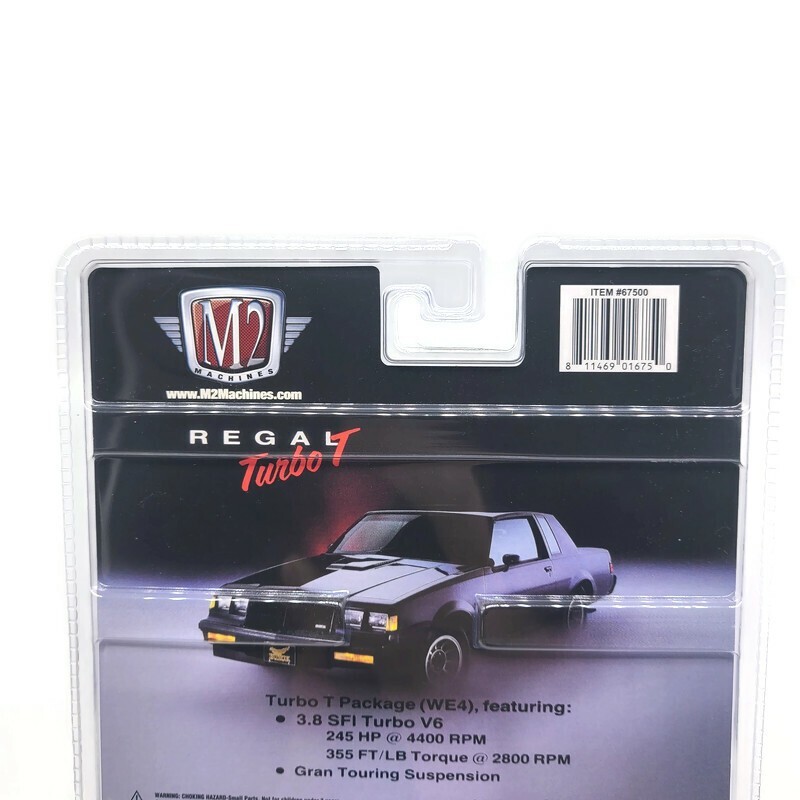 M2
MACHINES
www.M2Machines.com
ITEM #67500
8 11469 01675 0
REGAL
Turbo T
Turbo T Package (WE4), featuring:
• 3.8 SFI Turbo V6
245 HP @ 4400 RPM
355 FT/LB Torque @ 2800 RPM
• Gran Touring Suspension
WARNING: CHOKING HAZARD-Small Parts. Not for children under